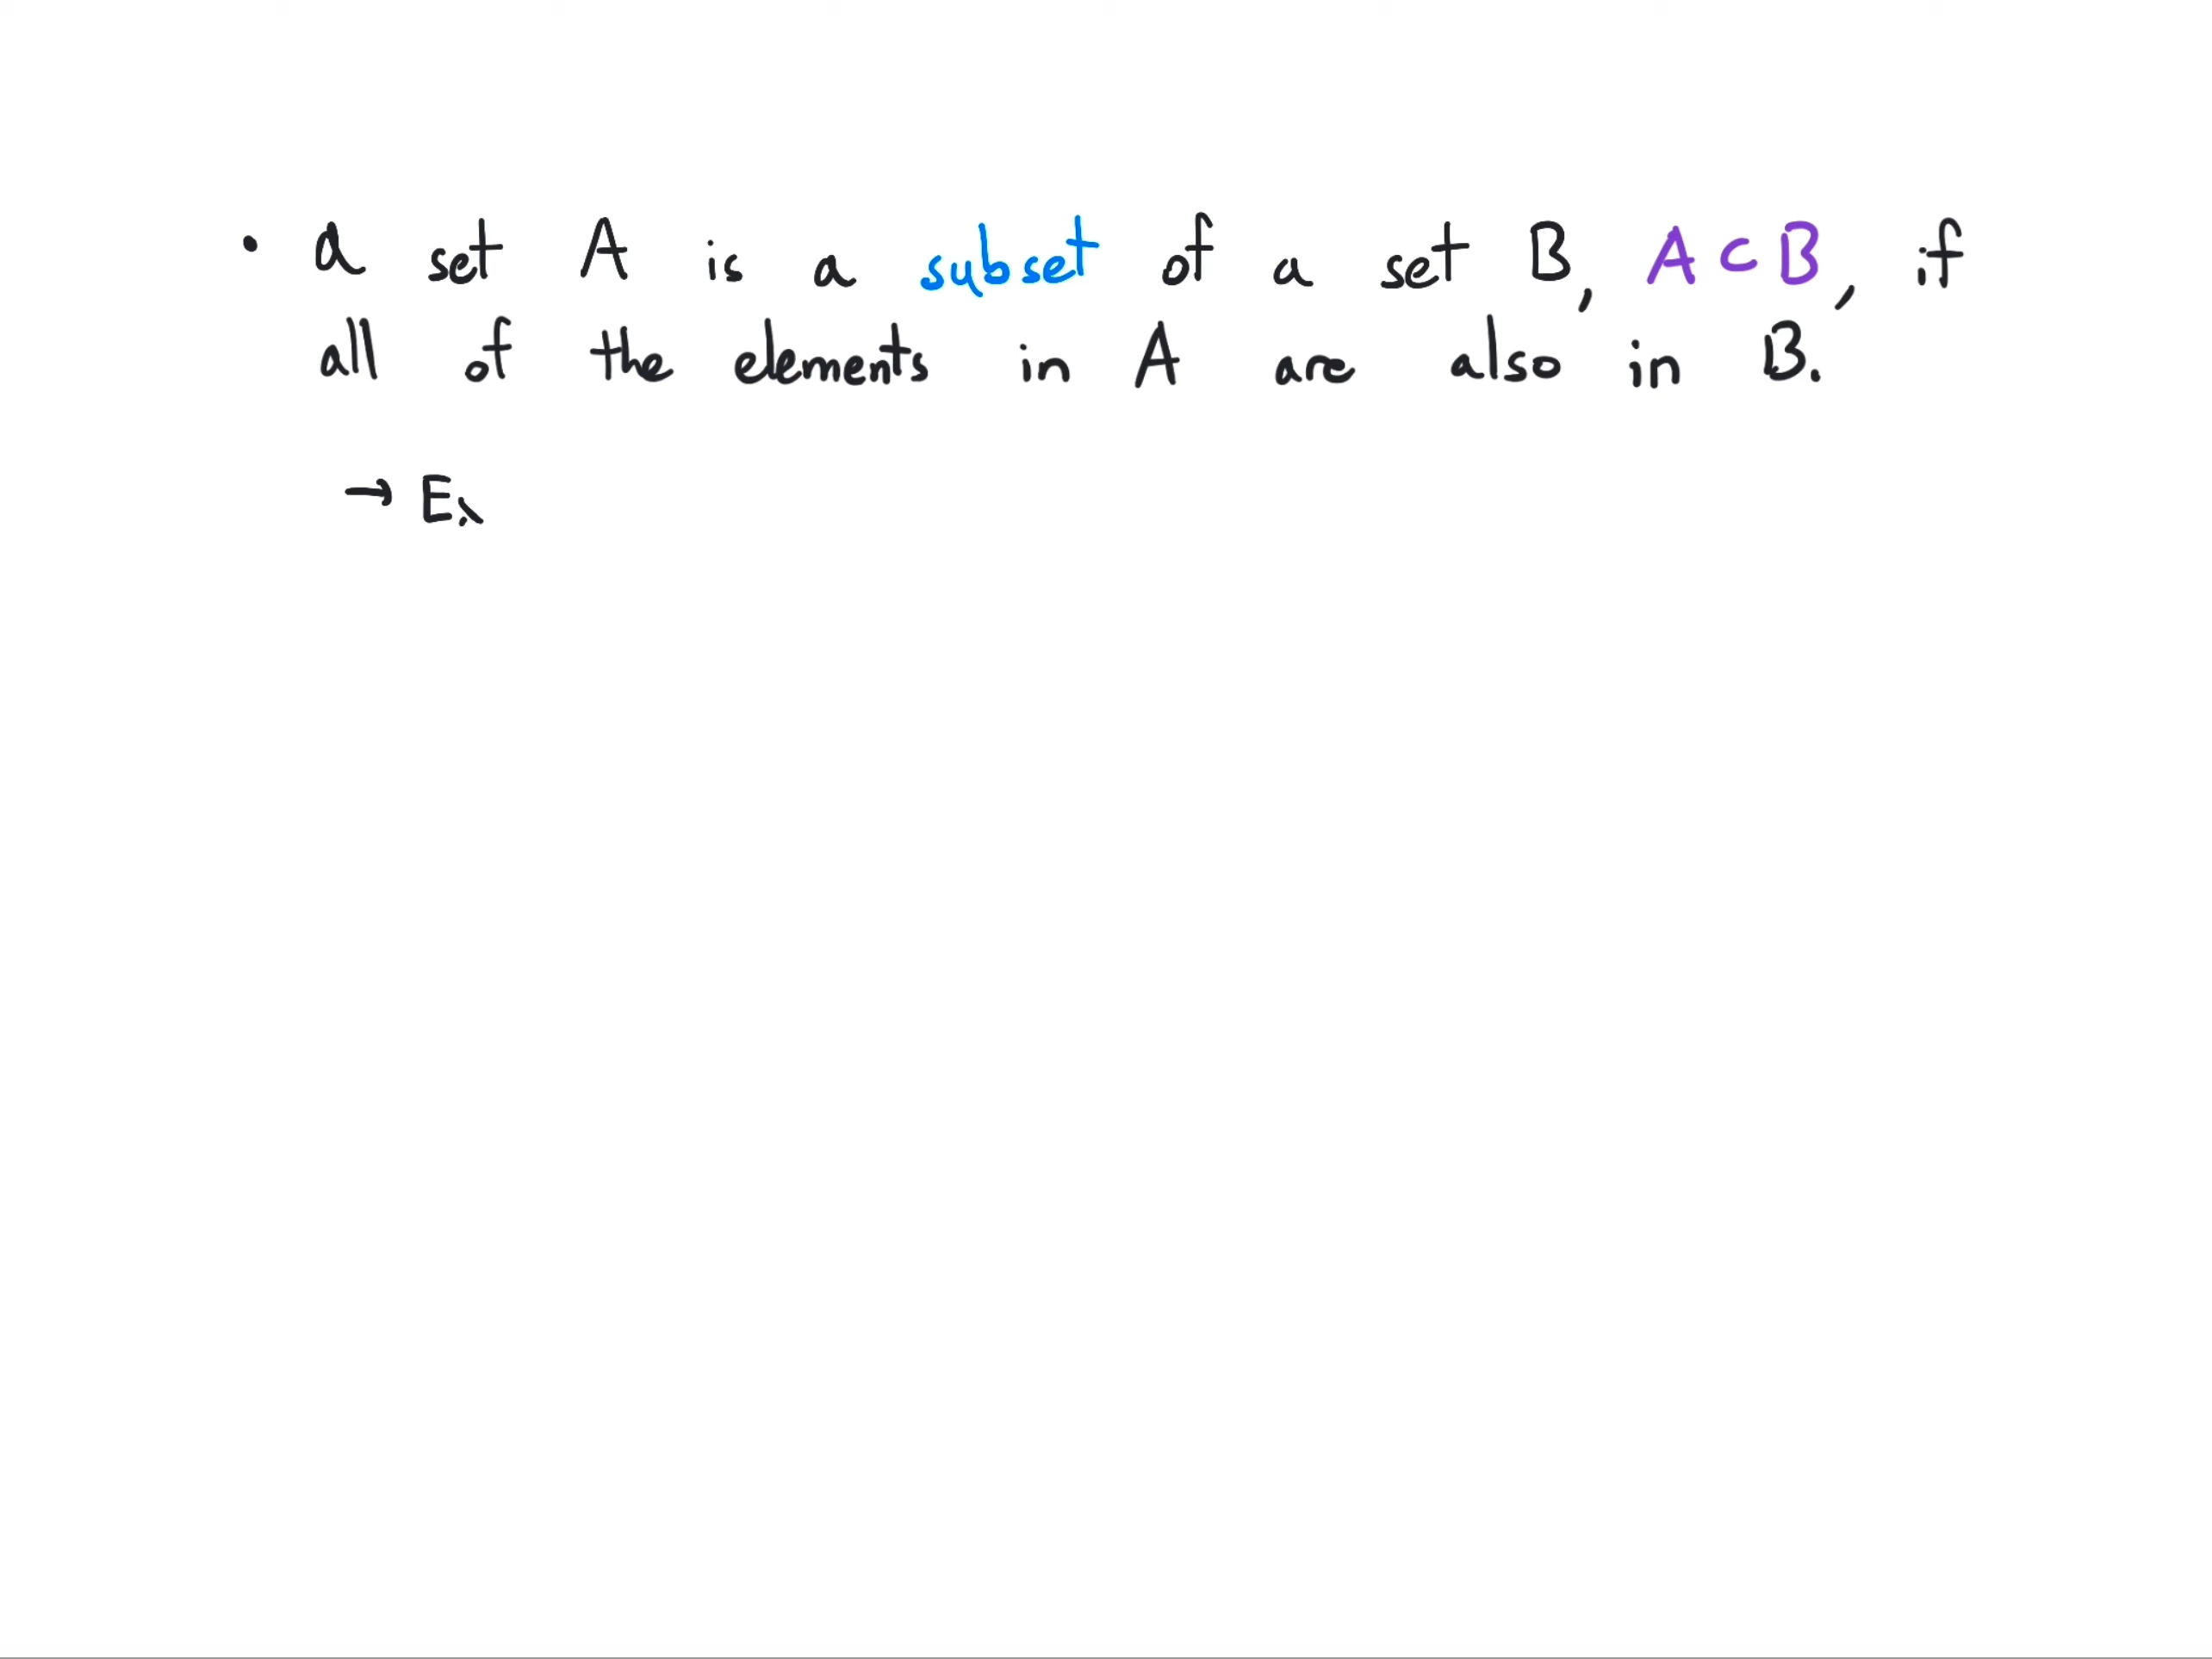 • a set A is a subset of a set B, A ⊂ B, if
all of the elements in A are also in B.
→ Ex